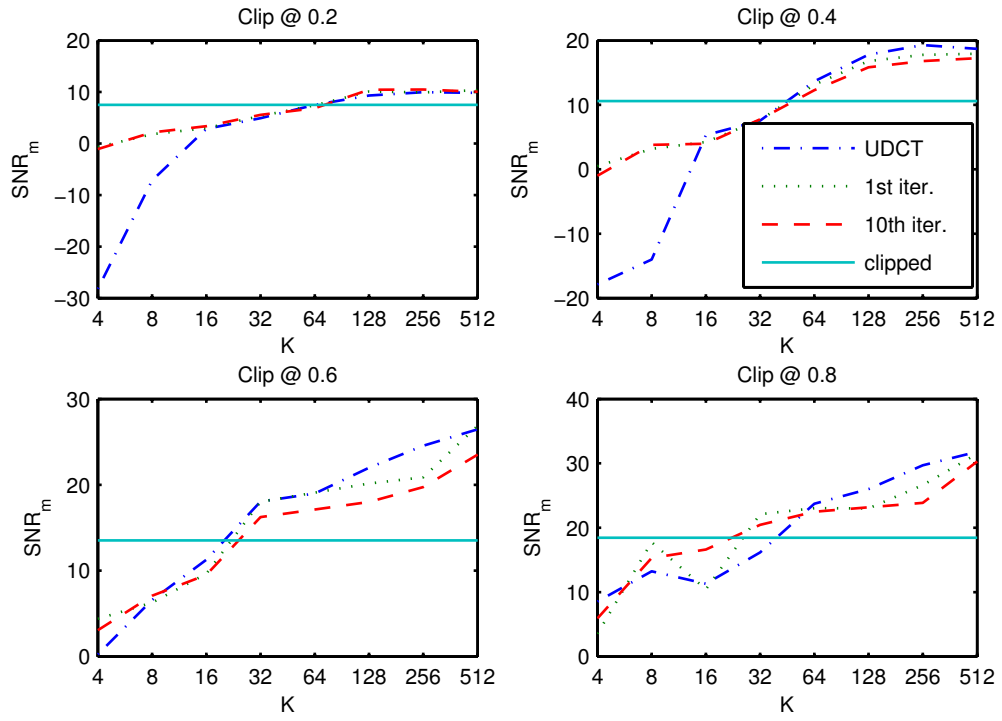 Clip @ 0.2
20
10
0
−10
−20
−30
SNR_m
4 8 16 32 64 128 256 512
K
Clip @ 0.4
20
10
0
−10
−20
SNR_m
UDCT
1st iter.
10th iter.
clipped
4 8 16 32 64 128 256 512
K
Clip @ 0.6
30
20
10
0
SNR_m
4 8 16 32 64 128 256 512
K
Clip @ 0.8
40
30
20
10
0
SNR_m
4 8 16 32 64 128 256 512
K